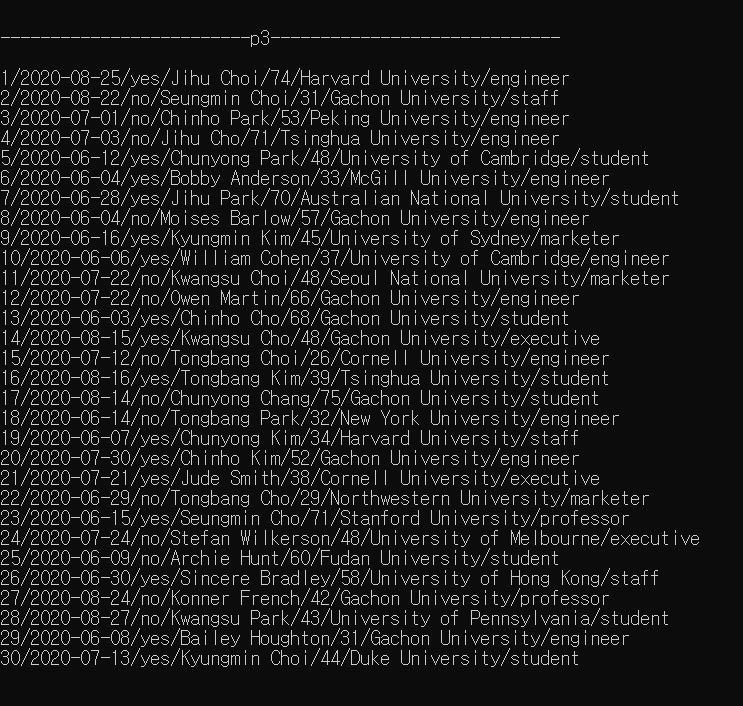 -------------------------p3-----------------------------
1/2020-08-25/yes/Jihu Choi/74/Harvard University/engineer
2/2020-08-22/no/Seungmin Choi/31/Gachon University/staff
3/2020-07-01/no/Chinho Park/53/Peking University/engineer
4/2020-07-03/no/Jihu Cho/71/Tsinghua University/engineer
5/2020-06-12/yes/Chunyong Park/48/University of Cambridge/student
6/2020-06-04/yes/Bobby Anderson/33/McGill University/engineer
7/2020-06-28/yes/Jihu Park/70/Australian National University/student
8/2020-06-04/no/Moises Barlow/57/Gachon University/engineer
9/2020-06-16/yes/Kyungmin Kim/45/University of Sydney/marketer
10/2020-06-06/yes/William Cohen/37/University of Cambridge/engineer
11/2020-07-22/no/Kwangsu Choi/48/Seoul National University/marketer
12/2020-07-22/no/Owen Martin/66/Gachon University/engineer
13/2020-06-03/yes/Chinho Cho/68/Gachon University/student
14/2020-08-15/yes/Kwangsu Cho/48/Gachon University/executive
15/2020-07-12/no/Tongbang Choi/26/Cornell University/engineer
16/2020-08-16/yes/Tongbang Kim/39/Tsinghua University/student
17/2020-08-14/no/Chunyong Chang/75/Gachon University/student
18/2020-06-14/no/Tongbang Park/32/New York University/engineer
19/2020-06-07/yes/Chunyong Kim/34/Harvard University/staff
20/2020-07-30/yes/Chinho Kim/52/Gachon University/engineer
21/2020-07-21/yes/Jude Smith/38/Cornell University/executive
22/2020-06-29/no/Tongbang Cho/29/Northwestern University/marketer
23/2020-06-15/yes/Seungmin Cho/71/Stanford University/professor
24/2020-07-24/no/Stefan Wilkerson/48/University of Melbourne/executive
25/2020-06-09/no/Archie Hunt/60/Fudan University/student
26/2020-06-30/yes/Sincere Bradley/58/University of Hong Kong/staff
27/2020-08-24/no/Konner French/42/Gachon University/professor
28/2020-08-27/no/Kwangsu Park/43/University of Pennsylvania/student
29/2020-06-08/yes/Bailey Houghton/31/Gachon University/engineer
30/2020-07-13/yes/Kyungmin Choi/44/Duke University/student